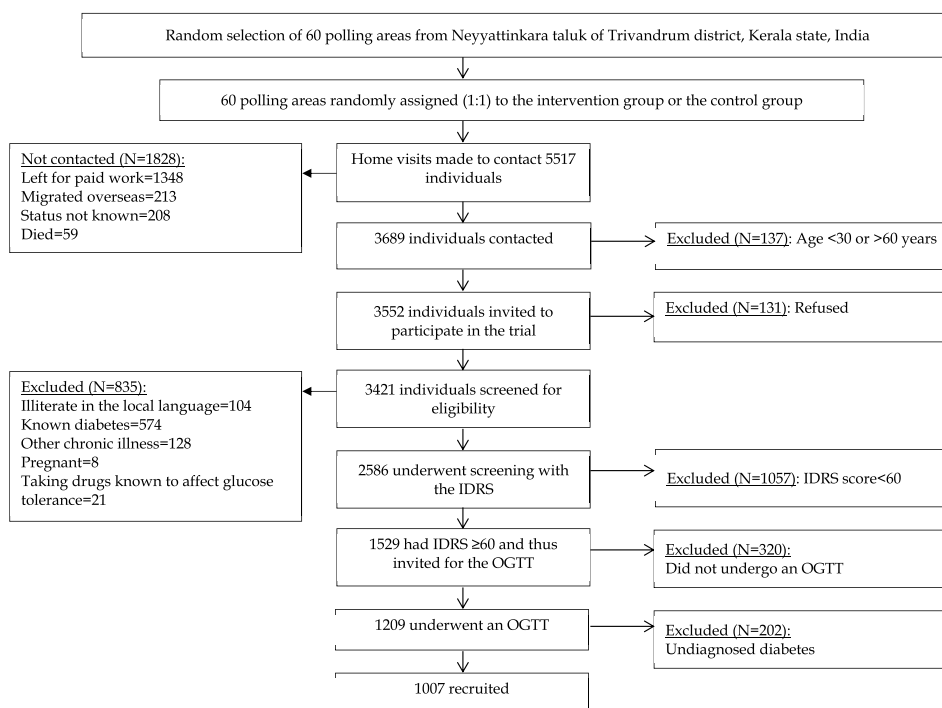 Random selection of 60 polling areas from Neyyattinkara taluk of Trivandrum district, Kerala state, India
60 polling areas randomly assigned (1:1) to the intervention group or the control group
Home visits made to contact 5517
individuals
Not contacted (N=1828):
Left for paid work=1348
Migrated overseas=213
Status not known=208
Died=59
3689 individuals contacted
Excluded (N=137): Age <30 or >60 years
3552 individuals invited to
participate in the trial
Excluded (N=131): Refused
3421 individuals screened for
eligibility
Excluded (N=835):
Illiterate in the local language=104
Known diabetes=574
Other chronic illness=128
Pregnant=8
Taking drugs known to affect glucose
tolerance=21
2586 underwent screening with
the IDRS
Excluded (N=1057): IDRS score<60
1529 had IDRS ≥60 and thus
invited for the OGTT
Excluded (N=320):
Did not undergo an OGTT
1209 underwent an OGTT
Excluded (N=202):
Undiagnosed diabetes
1007 recruited